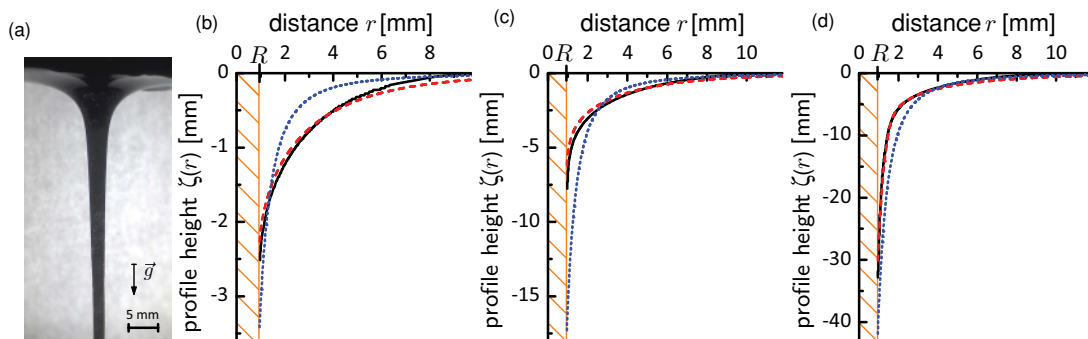 (a)
g
5 mm
(b)
distance r [mm]
0 R 2 4 6 8
profile height ζ(r) [mm]
0
-1
-2
-3
(c)
distance r [mm]
0 R 2 4 6 8 10
profile height ζ(r) [mm]
0
-5
-10
-15
(d)
distance r [mm]
0 R 2 4 6 8 10
profile height ζ(r) [mm]
0
-10
-20
-30
-40